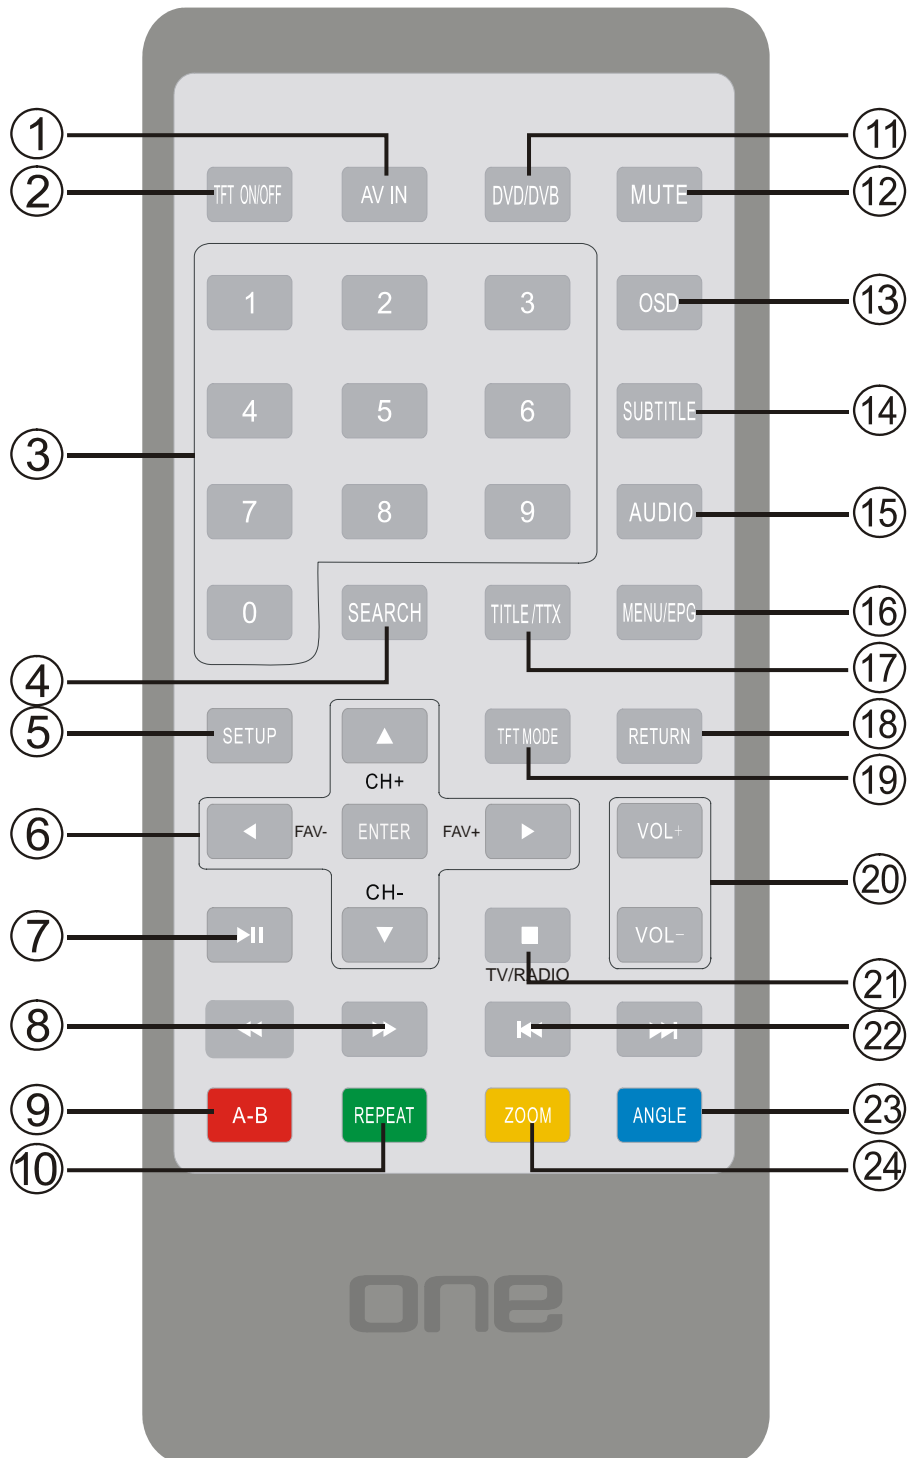 1 11
2 TFT ON/OFF AV IN DVD/DVB MUTE 12
1 2 3 OSD 13
4 5 6 SUBTITLE 14
3
7 8 9 AUDIO 15
0 SEARCH TITLE/TTX MENU/EPG 16
4 17
5 SETUP TFT MODE RETURN 18
CH+ 19
6 FAV- ENTER FAV+ VOL+
20
CH-
7 VOL-
TV/RADIO 21
8 22
9 A-B REPEAT ZOOM ANGLE 23
10 24
one